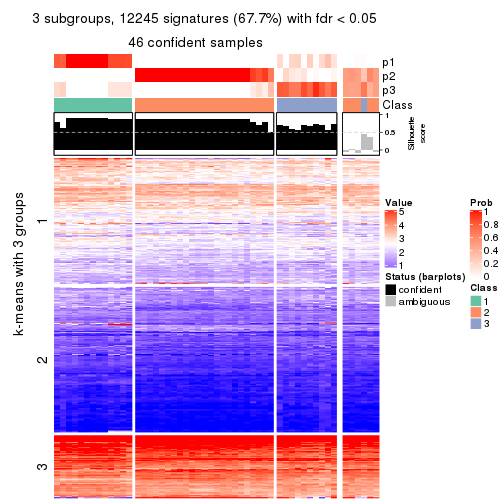 3 subgroups, 12245 signatures (67.7%) with fdr < 0.05
46 confident samples
p1
p2
p3
Class
1
0.5
0
Silhouette
score
k-means with 3 groups
1
2
3
Value
5
4
3
2
1
Status (barplots)
confident
ambiguous
Prob
1
0.8
0.6
0.4
0.2
0
Class
1
2
3